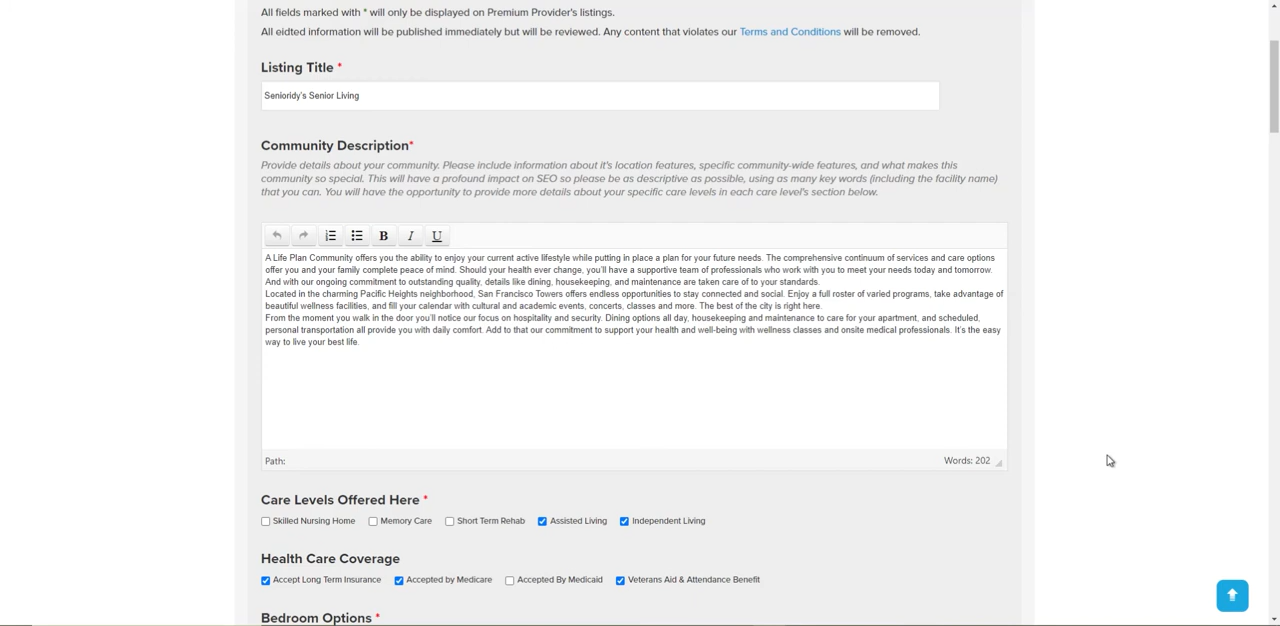 All fields marked with * will only be displayed on Premium Provider's listings.
All eidted information will be published immediately but will be reviewed. Any content that violates our Terms and Conditions will be removed.
Listing Title *
Senioridy's Senior Living
Community Description*
Provide details about your community. Please include information about it's location features, specific community-wide features, and what makes this
community so special. This will have a profound impact on SEO so please be as descriptive as possible, using as many key words (including the facility name)
that you can. You will have the opportunity to provide more details about your specific care levels in each care level's section below.
B I U
A Life Plan Community offers you the ability to enjoy your current active lifestyle while putting in place a plan for your future needs. The comprehensive continuum of services and care options
offer you and your family complete peace of mind. Should your health ever change, you'll have a supportive team of professionals who work with you to meet your needs today and tomorrow.
And with our ongoing commitment to outstanding quality, details like dining, housekeeping, and maintenance are taken care of to your standards.
Located in the charming Pacific Heights neighborhood, San Francisco Towers offers endless opportunities to stay connected and social. Enjoy a full roster of varied programs, take advantage of
beautiful wellness facilities, and fill your calendar with cultural and academic events, concerts, classes and more. The best of the city is right here.
From the moment you walk in the door you'll notice our focus on hospitality and security. Dining options all day, housekeeping and maintenance to care for your apartment, and scheduled,
personal transportation all provide you with daily comfort. Add to that our commitment to support your health and well-being with wellness classes and onsite medical professionals. It's the easy
way to live your best life.
Path: Words: 202
Care Levels Offered Here *
Skilled Nursing Home Memory Care Short Term Rehab Assisted Living Independent Living
Health Care Coverage
Accept Long Term Insurance Accepted by Medicare Accepted By Medicaid Veterans Aid & Attendance Benefit
Bedroom Options *